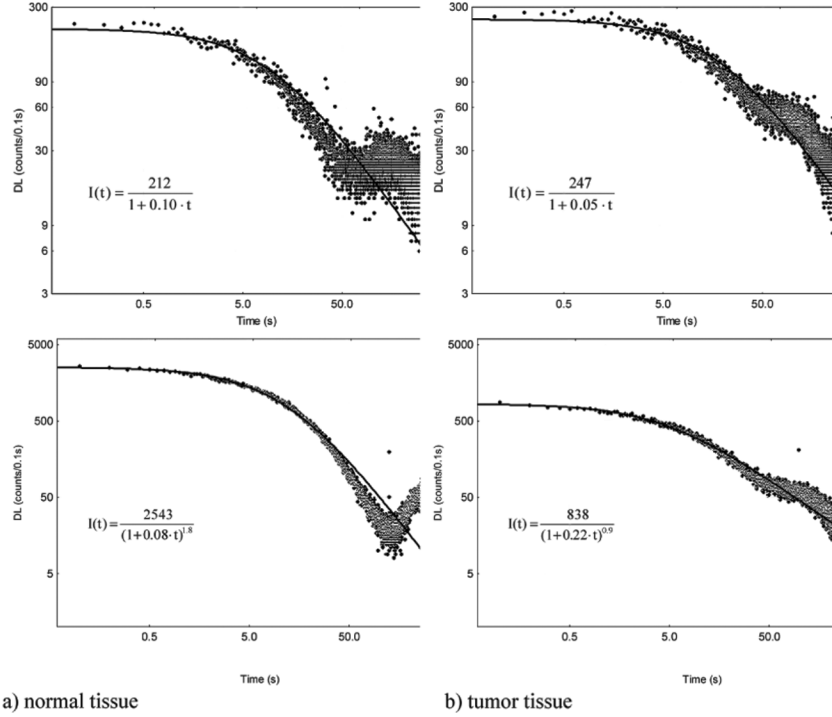 300
90
60
30
9
6
3
DL (counts/0.1s)
I(t) = 212 / 1 + 0.10 · t
0.5 5.0 50.0
Time (s)
300
90
60
30
9
6
3
DL (counts/0.1s)
I(t) = 247 / 1 + 0.05 · t
0.5 5.0 50.0
Time (s)
5000
500
50
5
DL (counts/0.1s)
I(t) = 2543 / (1+0.08·t)^1.8
0.5 5.0 50.0
Time (s)
5000
500
50
5
DL (counts/0.1s)
I(t) = 838 / (1+0.22·t)^0.9
0.5 5.0 50.0
Time (s)
a) normal tissue
b) tumor tissue